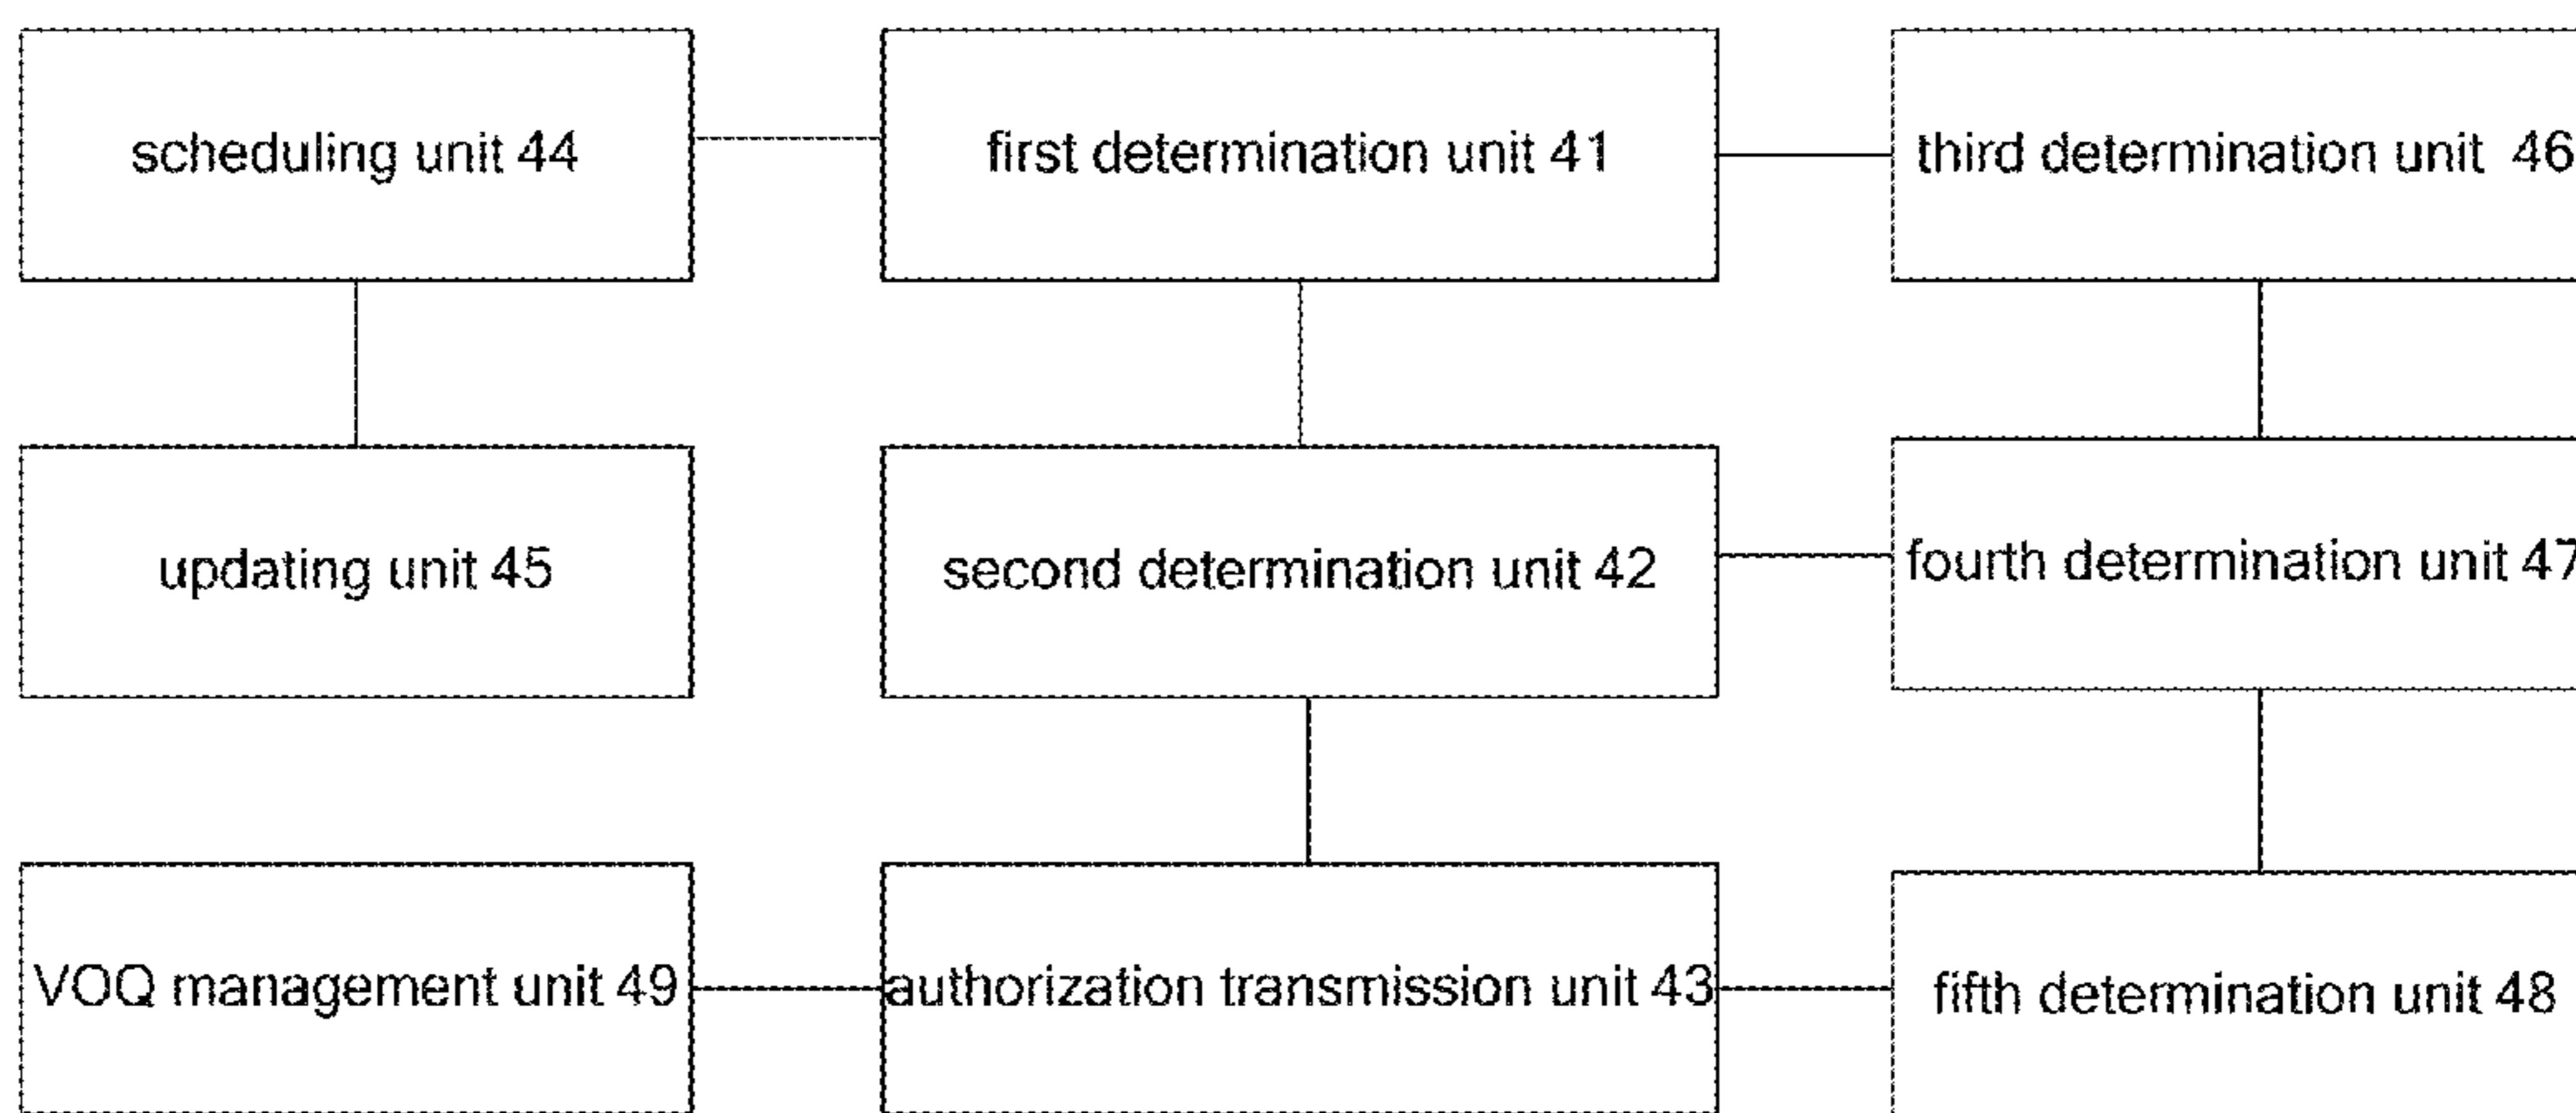 scheduling unit 44
first determination unit 41
third determination unit 46
updating unit 45
second determination unit 42
fourth determination unit 47
VOQ management unit 49
authorization transmission unit 43
fifth determination unit 48